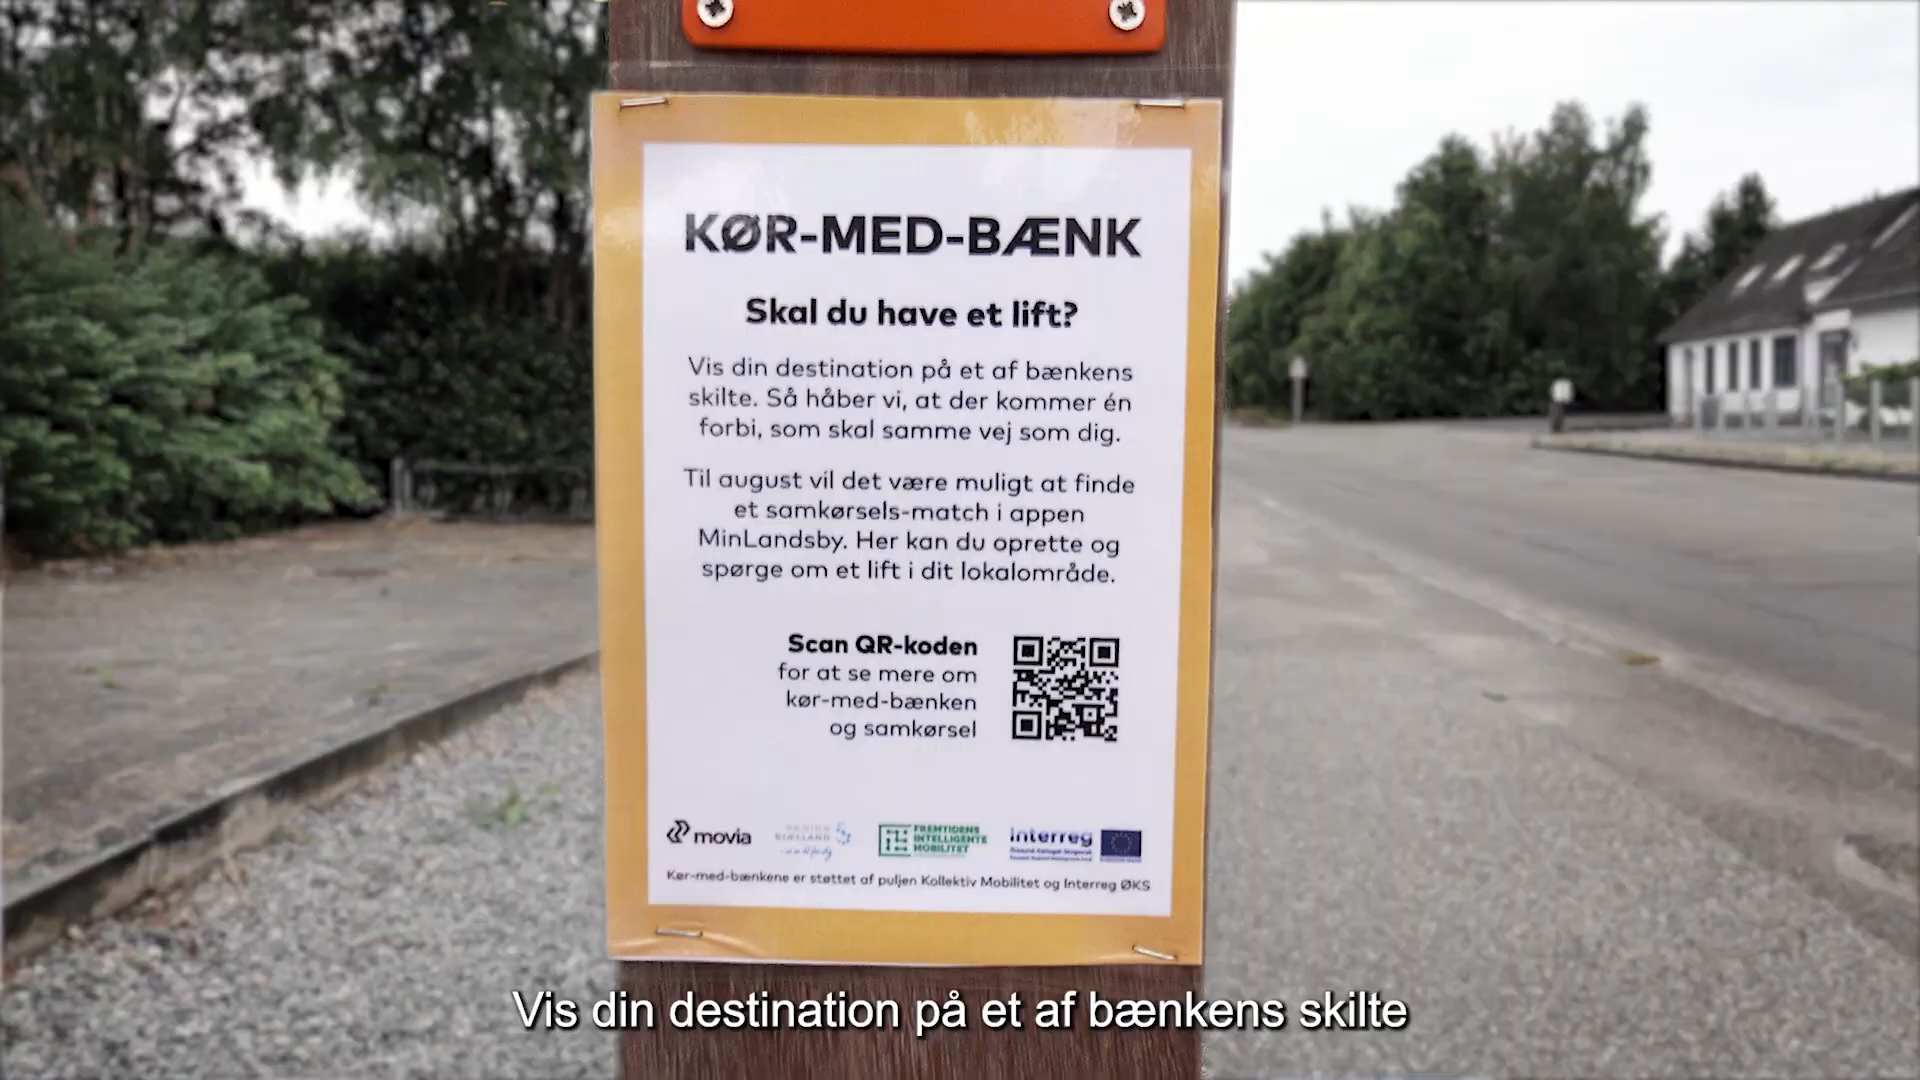 KØR-MED-BÆNK
Skal du have et lift?
Vis din destination på et af bænkens
skilte. Så håber vi, at der kommer én
forbi, som skal samme vej som dig.
Til august vil det være muligt at finde
et samkørsels-match i appen
MinLandsby. Her kan du oprette og
spørge om et lift i dit lokalområde.
Scan QR-koden
for at se mere om
kør-med-bænken
og samkørsel
movia
REGION
SJÆLLAND
FREMTIDENS
INTELLIGENTE
MOBILITET
Interreg
Kør-med-bænkene er støttet af puljen Kollektiv Mobilitet og Interreg ØKS
Vis din destination på et af bænkens skilte